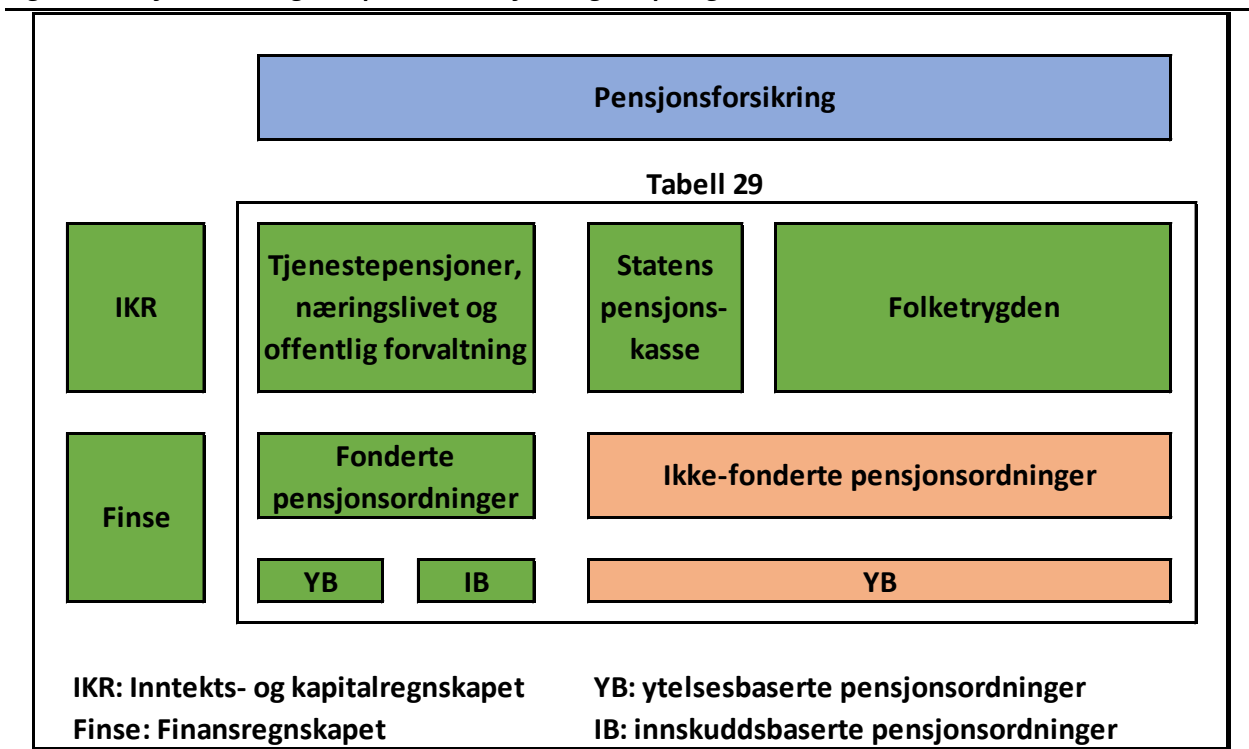 Pensjonsforsikring
Tabell 29
IKR
Tjenestepensjoner,
næringslivet og
offentlig forvaltning
Statens
pensjons-
kasse
Folketrygden
Finse
Fonderte
pensjonsordninger
Ikke-fonderte pensjonsordninger
YB
IB
YB
IKR: Inntekts- og kapitalregnskapet
YB: ytelsesbaserte pensjonsordninger
Finse: Finansregnskapet
IB: innskuddsbaserte pensjonsordninger